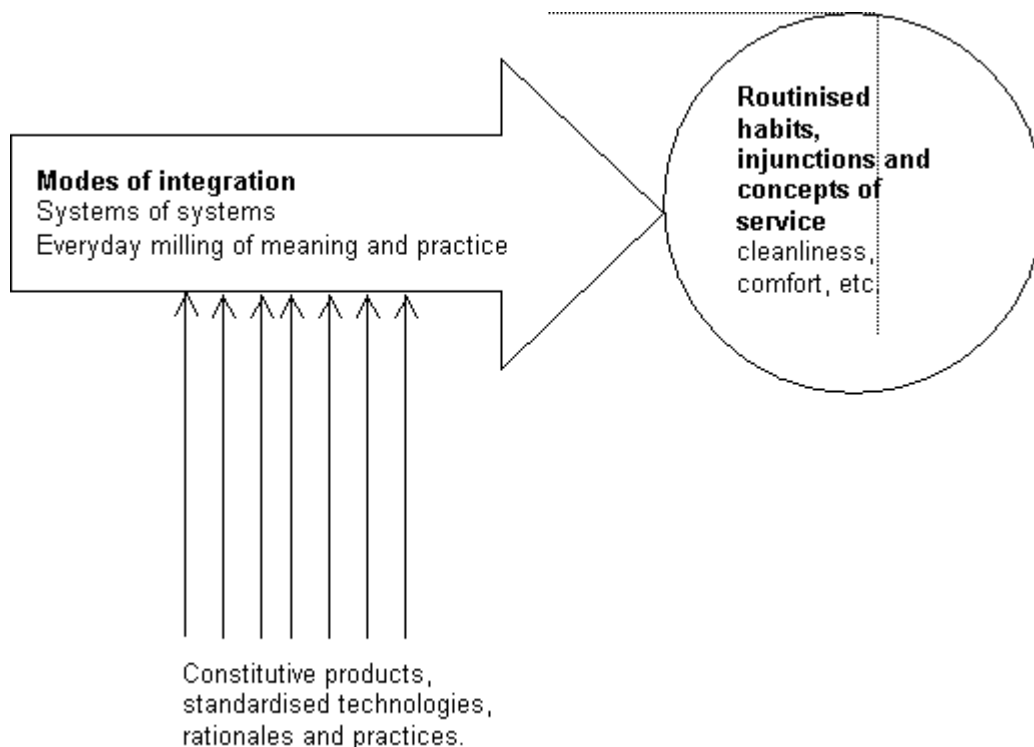 Modes of integration
Systems of systems
Everyday milling of meaning and practice
Routinised
habits,
injunctions and
concepts of
service
cleanliness,
comfort, etc.
Constitutive products,
standardised technologies,
rationales and practices.